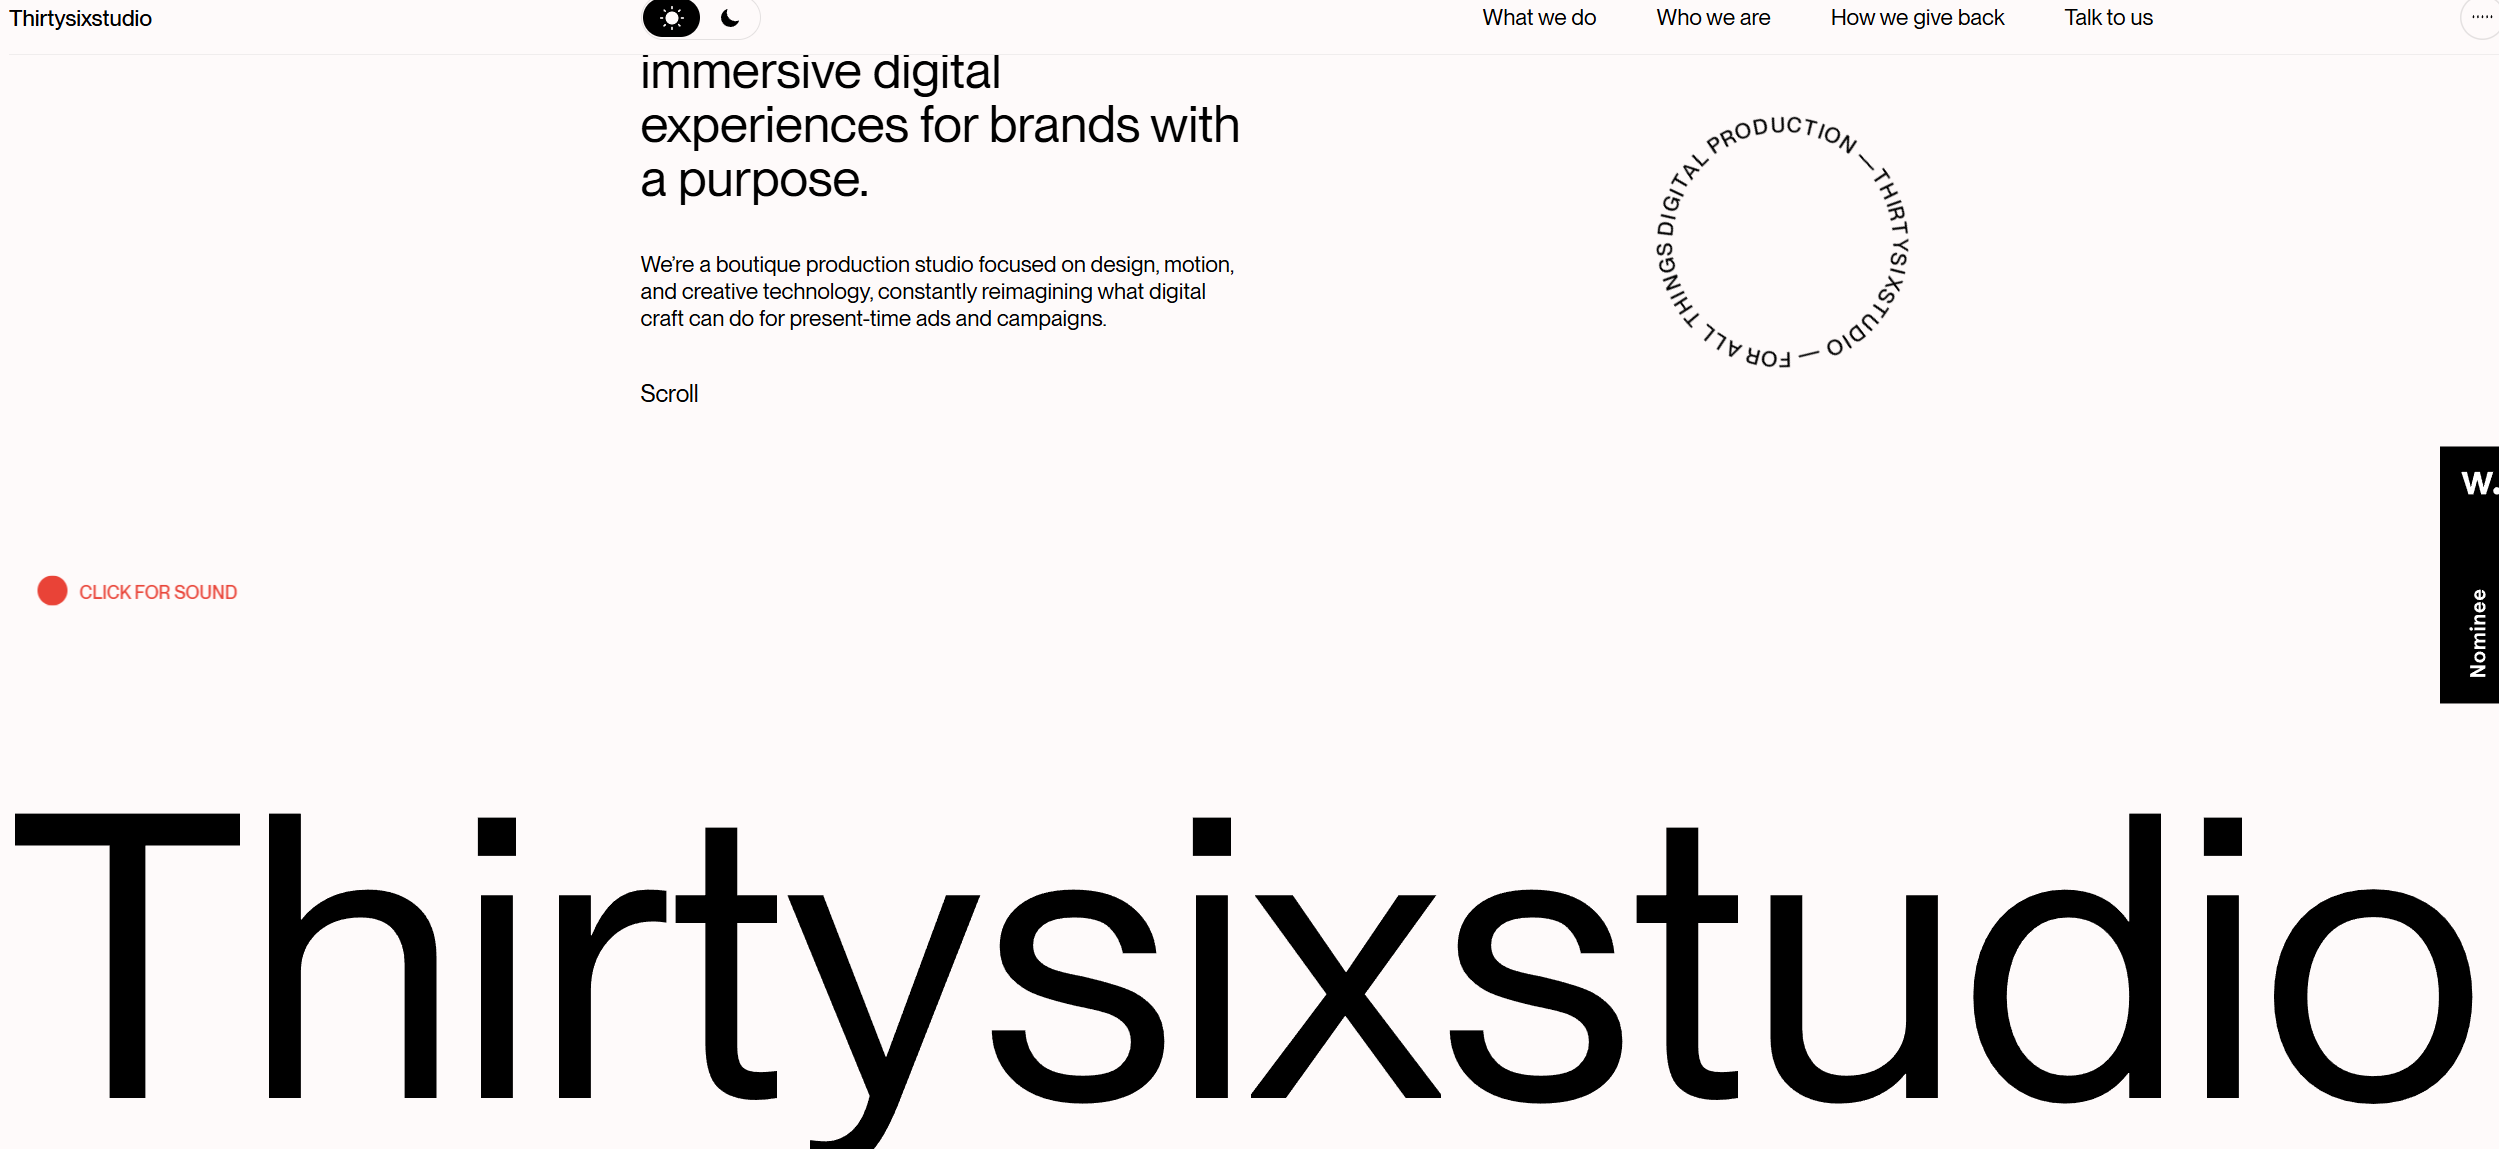 Thirtysixstudio
What we do
Who we are
How we give back
Talk to us
immersive digital
experiences for brands with
a purpose.
We’re a boutique production studio focused on design, motion,
and creative technology, constantly reimagining what digital
craft can do for present-time ads and campaigns.
Scroll
DIGITAL PRODUCTION — THIRTYSIXSTUDIO — FOR ALL THINGS
W.
Nominee
CLICK FOR SOUND
Thirtysixstudio